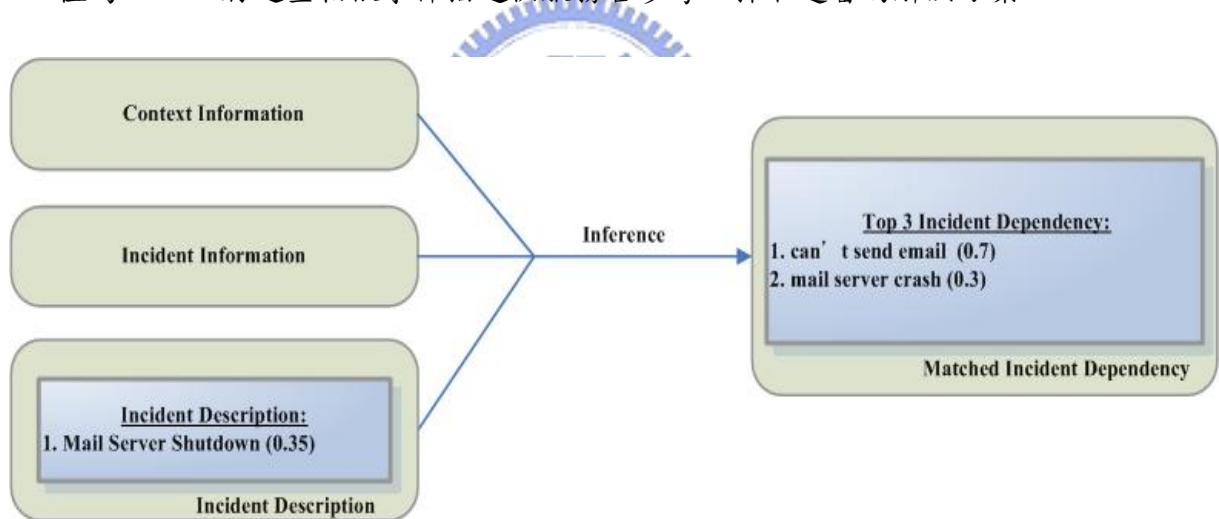 Context Information
Incident Information
Incident Description:
1. Mail Server Shutdown (0.35)
Incident Description
Inference
Top 3 Incident Dependency:
1. can't send email (0.7)
2. mail server crash (0.3)
Matched Incident Dependency